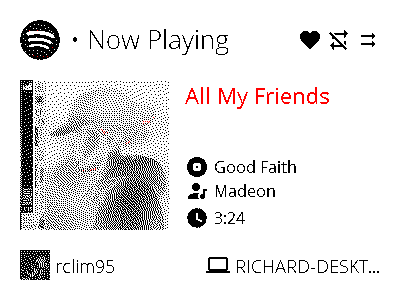 • Now Playing
All My Friends
Good Faith
Madeon
3:24
rclim95
RICHARD-DESKT...